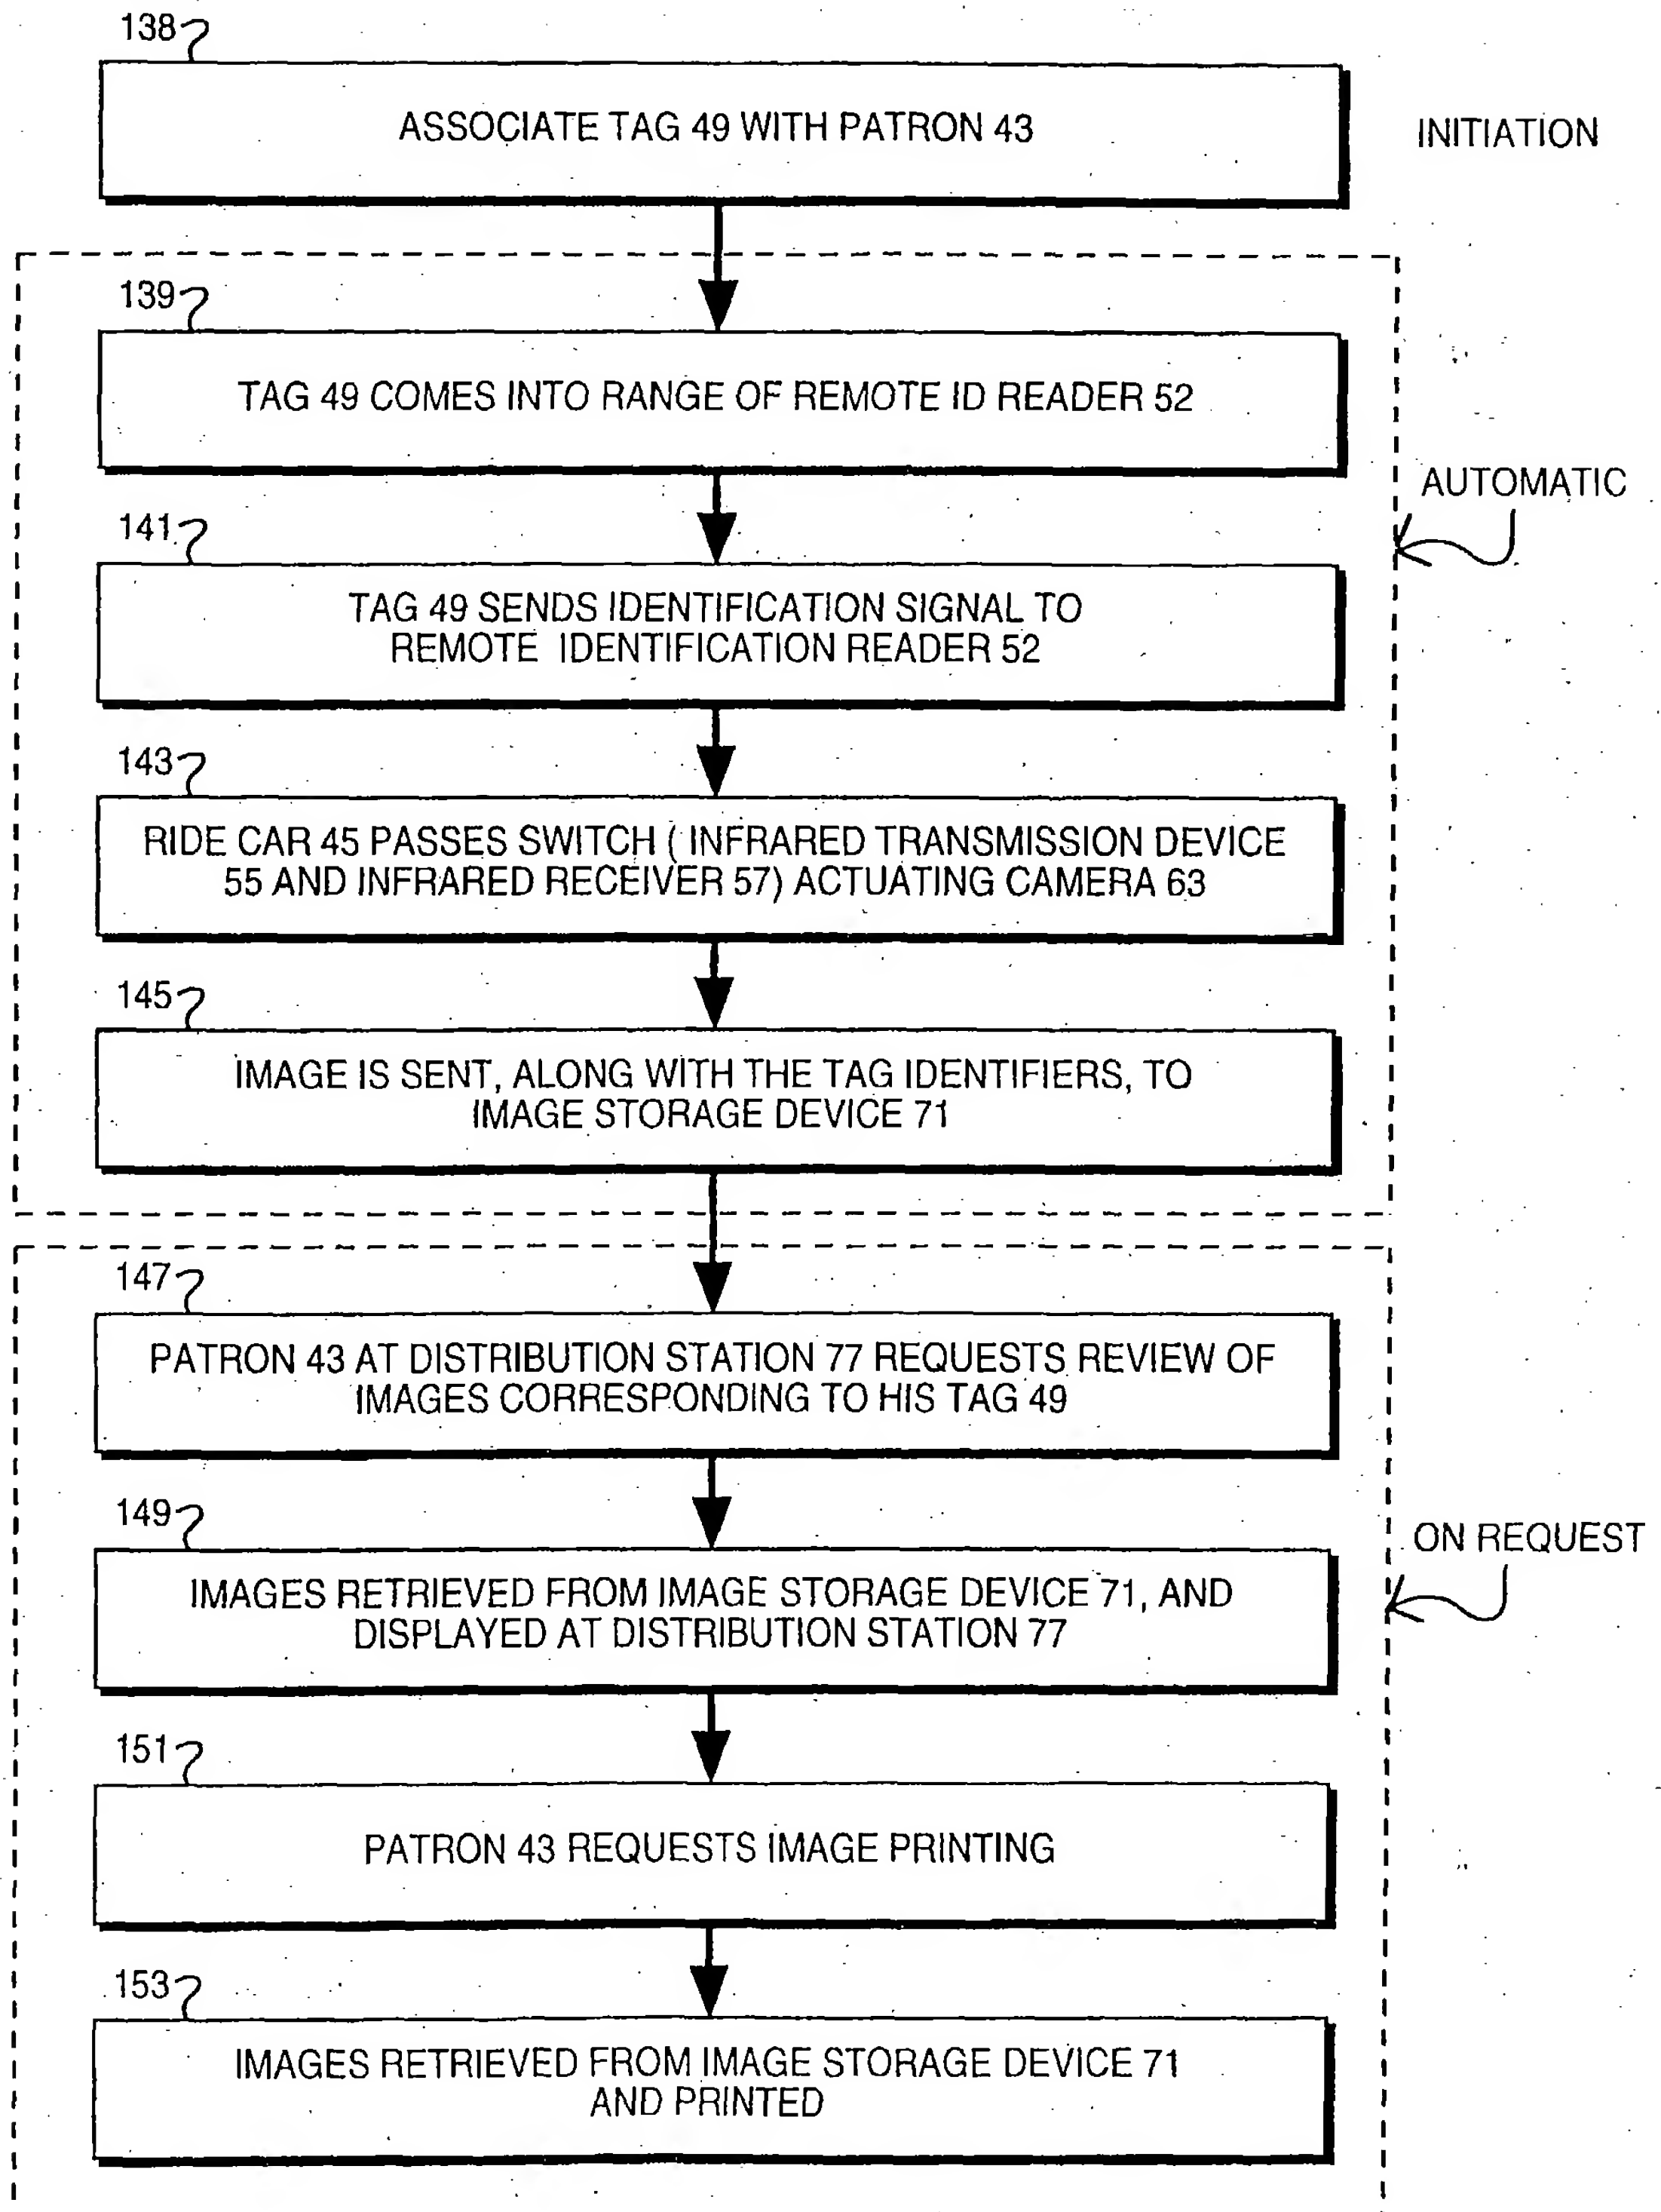 138
ASSOCIATE TAG 49 WITH PATRON 43
INITIATION
139
TAG 49 COMES INTO RANGE OF REMOTE ID READER 52
AUTOMATIC
141
TAG 49 SENDS IDENTIFICATION SIGNAL TO
REMOTE IDENTIFICATION READER 52
143
RIDE CAR 45 PASSES SWITCH ( INFRARED TRANSMISSION DEVICE
55 AND INFRARED RECEIVER 57) ACTUATING CAMERA 63
145
IMAGE IS SENT, ALONG WITH THE TAG IDENTIFIERS, TO
IMAGE STORAGE DEVICE 71
147
PATRON 43 AT DISTRIBUTION STATION 77 REQUESTS REVIEW OF
IMAGES CORRESPONDING TO HIS TAG 49
149
IMAGES RETRIEVED FROM IMAGE STORAGE DEVICE 71, AND
DISPLAYED AT DISTRIBUTION STATION 77
ON REQUEST
151
PATRON 43 REQUESTS IMAGE PRINTING
153
IMAGES RETRIEVED FROM IMAGE STORAGE DEVICE 71
AND PRINTED